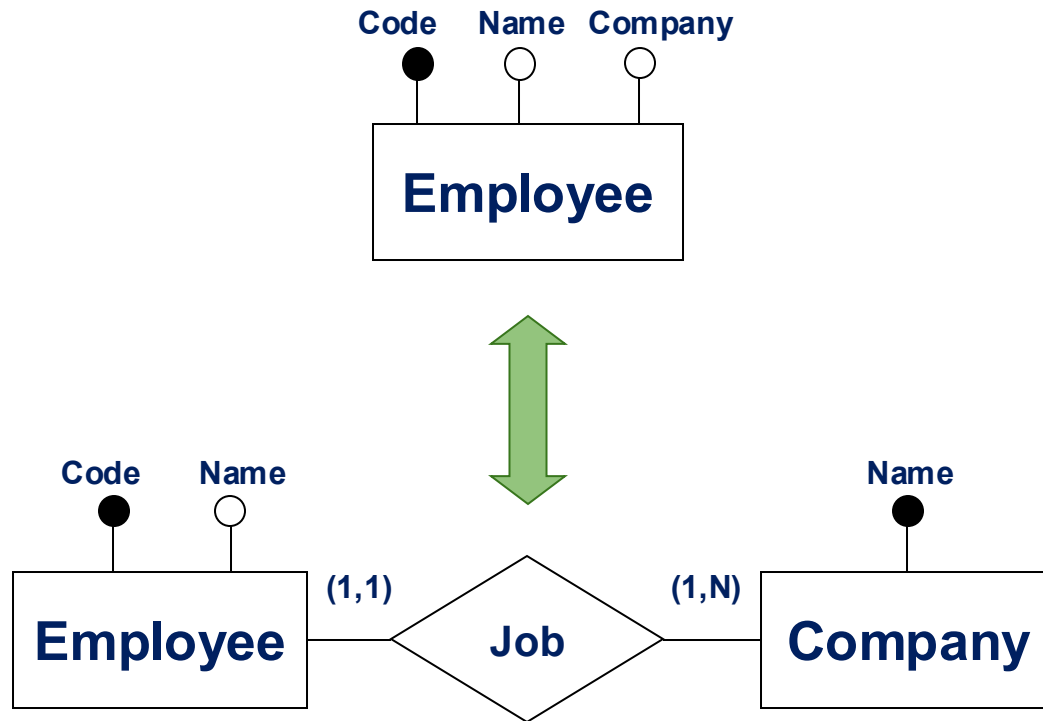 Code Name Company
Employee
Code Name Name
(1,1) (1,N)
Employee Job Company